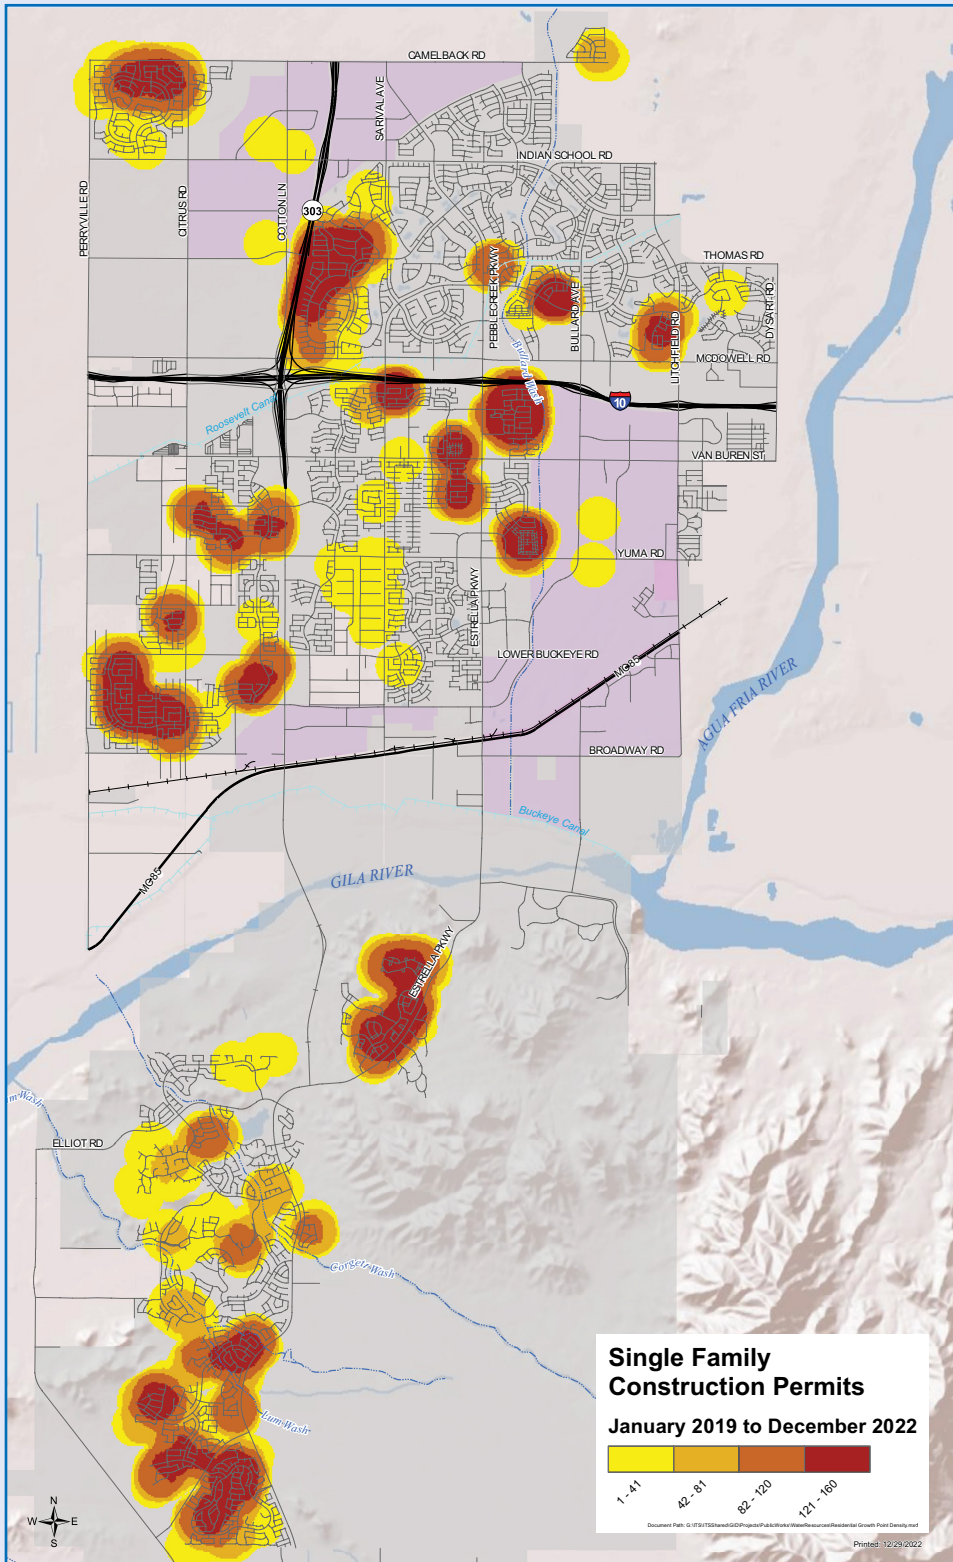 CAMELBACK RD
SARIVAL AVE
INDIAN SCHOOL RD
PERRYVILLE RD
CITRUS RD
COTTON LN
303
THOMAS RD
PEBBLECREEK PKWY
BULLARD AVE
LITCHFIELD RD
DYSART RD
MCDOWELL RD
Bullard Wash
10
Roosevelt Canal
VAN BUREN ST
YUMA RD
ESTRELLA PKWY
LOWER BUCKEYE RD
MC85
AGUA FRIA RIVER
BROADWAY RD
Buckeye Canal
MC85
GILA RIVER
ESTRELLA PKWY
m Wash
ELLIOT RD
Corgett Wash
Lum Wash
Single Family
Construction Permits
January 2019 to December 2022
1 - 41
42 - 81
82 - 120
121 - 160
N
W E
S
Printed: 12/29/2022